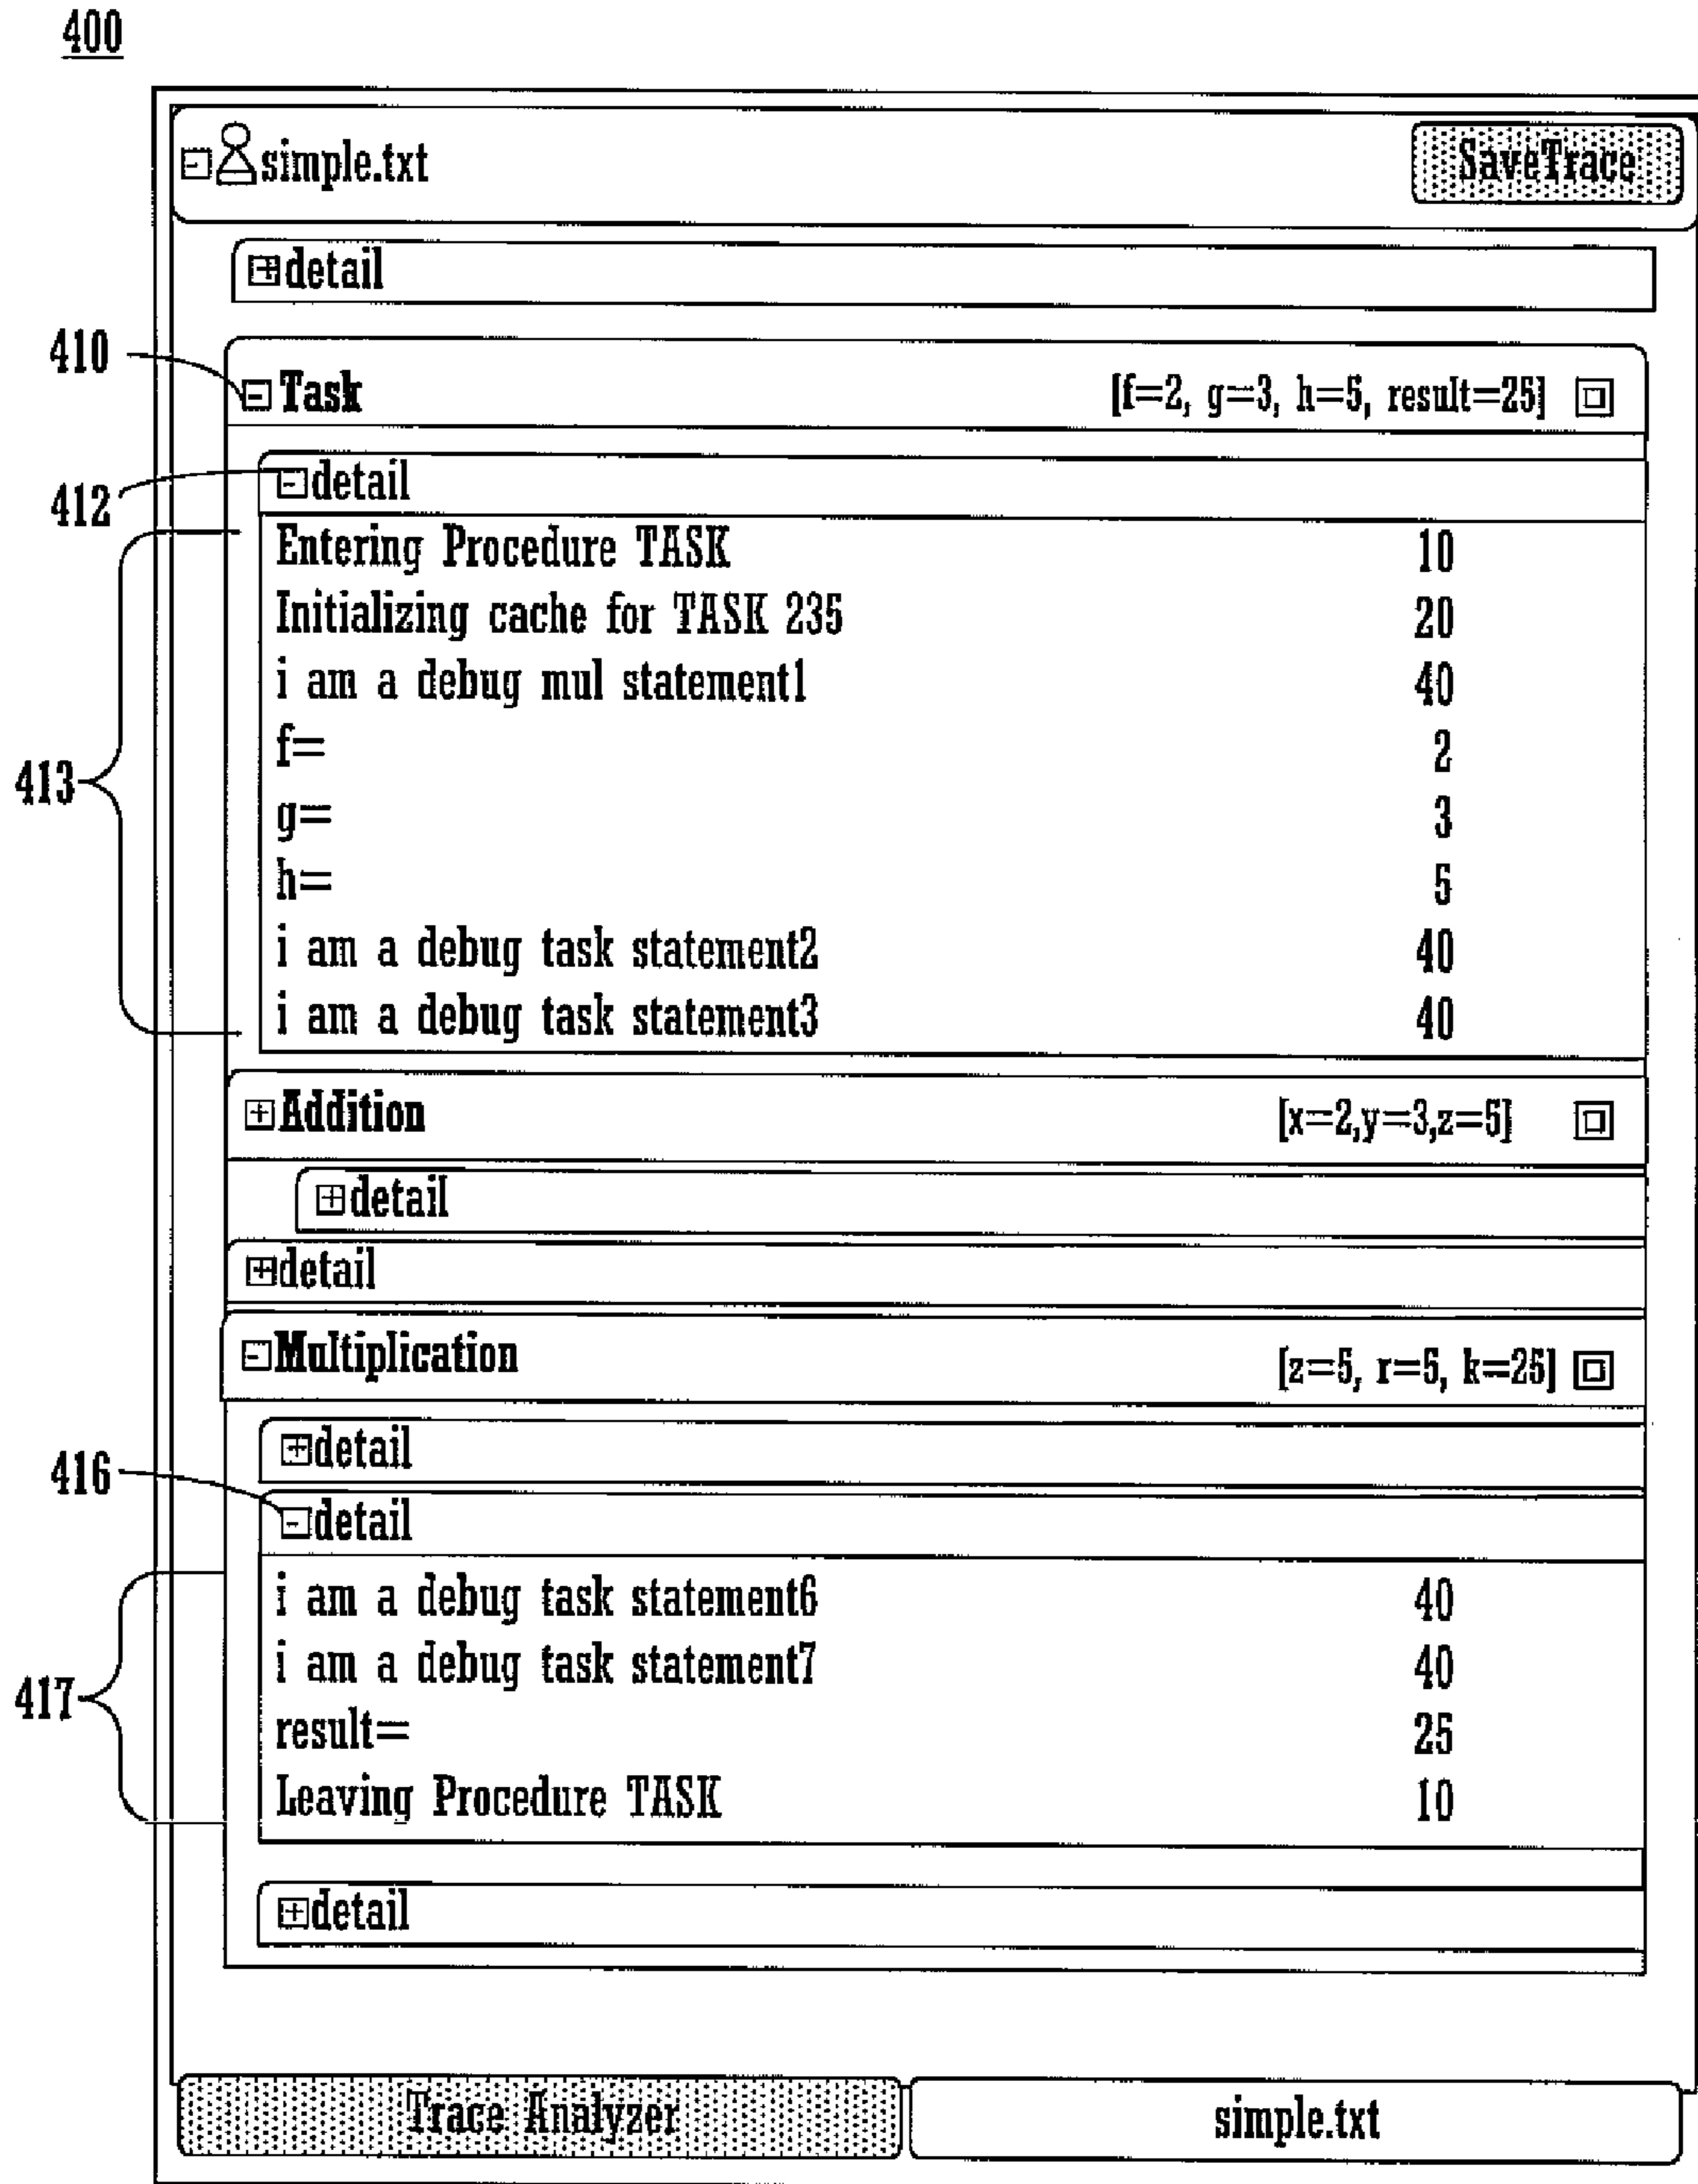 400
simple.txt SaveTrace
detail
410
Task [f=2, g=3, h=5, result=25]
412
detail
Entering Procedure TASK 10
Initializing cache for TASK 235 20
i am a debug mul statement1 40
f= 2
413
g= 3
h= 5
i am a debug task statement2 40
i am a debug task statement3 40
Addition [x=2,y=3,z=5]
detail
detail
Multiplication [z=5, r=5, k=25]
detail
416
detail
i am a debug task statement6 40
i am a debug task statement7 40
417
result= 25
Leaving Procedure TASK 10
detail
Trace Analyzer simple.txt